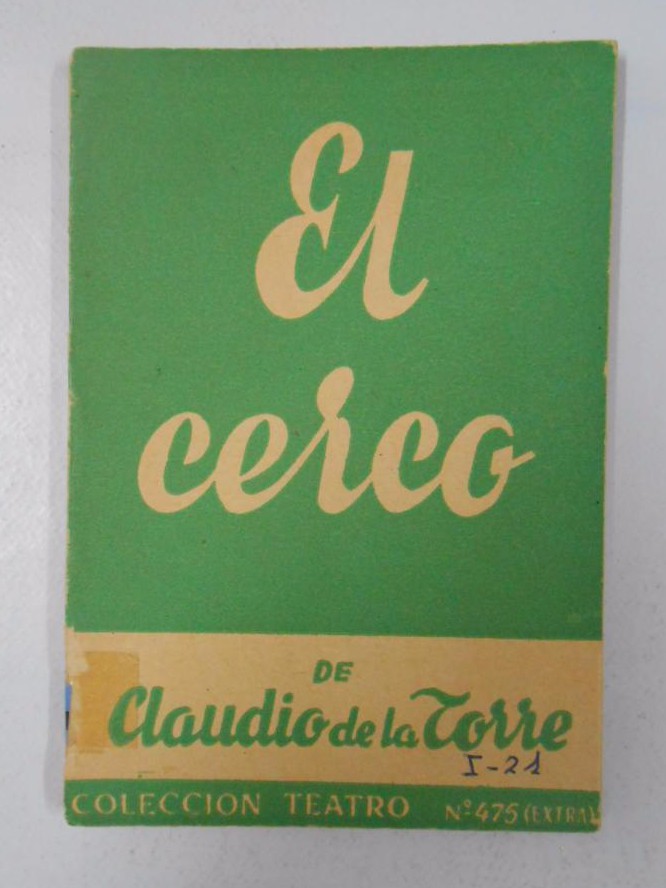 El
cerco
DE
Claudio de la Torre
I-21
COLECCION TEATRO Nº 475 (EXTRA)